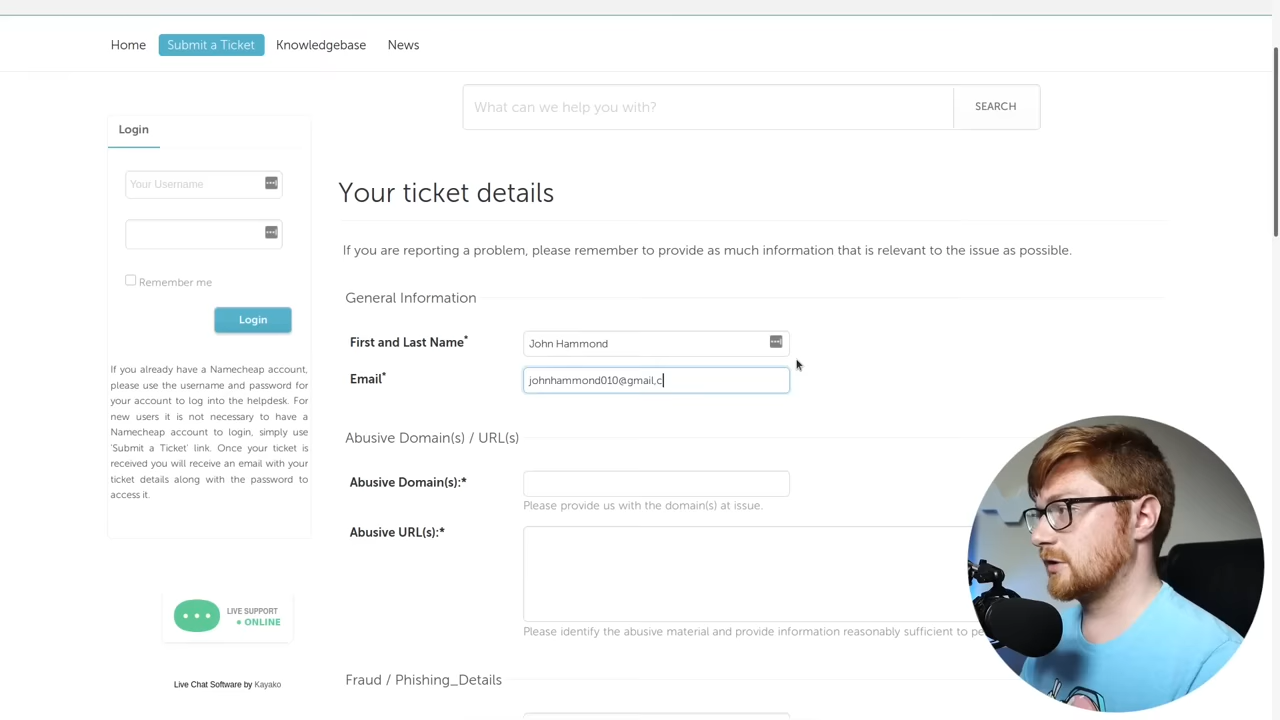 Home Submit a Ticket Knowledgebase News
What can we help you with? SEARCH
Login
Your Username
Remember me
Login
If you already have a Namecheap account,
please use the username and password for
your account to log into the helpdesk. For
new users it is not necessary to have a
Namecheap account to login, simply use
'Submit a Ticket' link. Once your ticket is
received you will receive an email with your
ticket details along with the password to
access it.
LIVE SUPPORT
ONLINE
Live Chat Software by Kayako
Your ticket details
If you are reporting a problem, please remember to provide as much information that is relevant to the issue as possible.
General Information
First and Last Name* John Hammond
Email* johnhammond010@gmail,c
Abusive Domain(s) / URL(s)
Abusive Domain(s):*
Please provide us with the domain(s) at issue.
Abusive URL(s):*
Please identify the abusive material and provide information reasonably sufficient to
Fraud / Phishing_Details